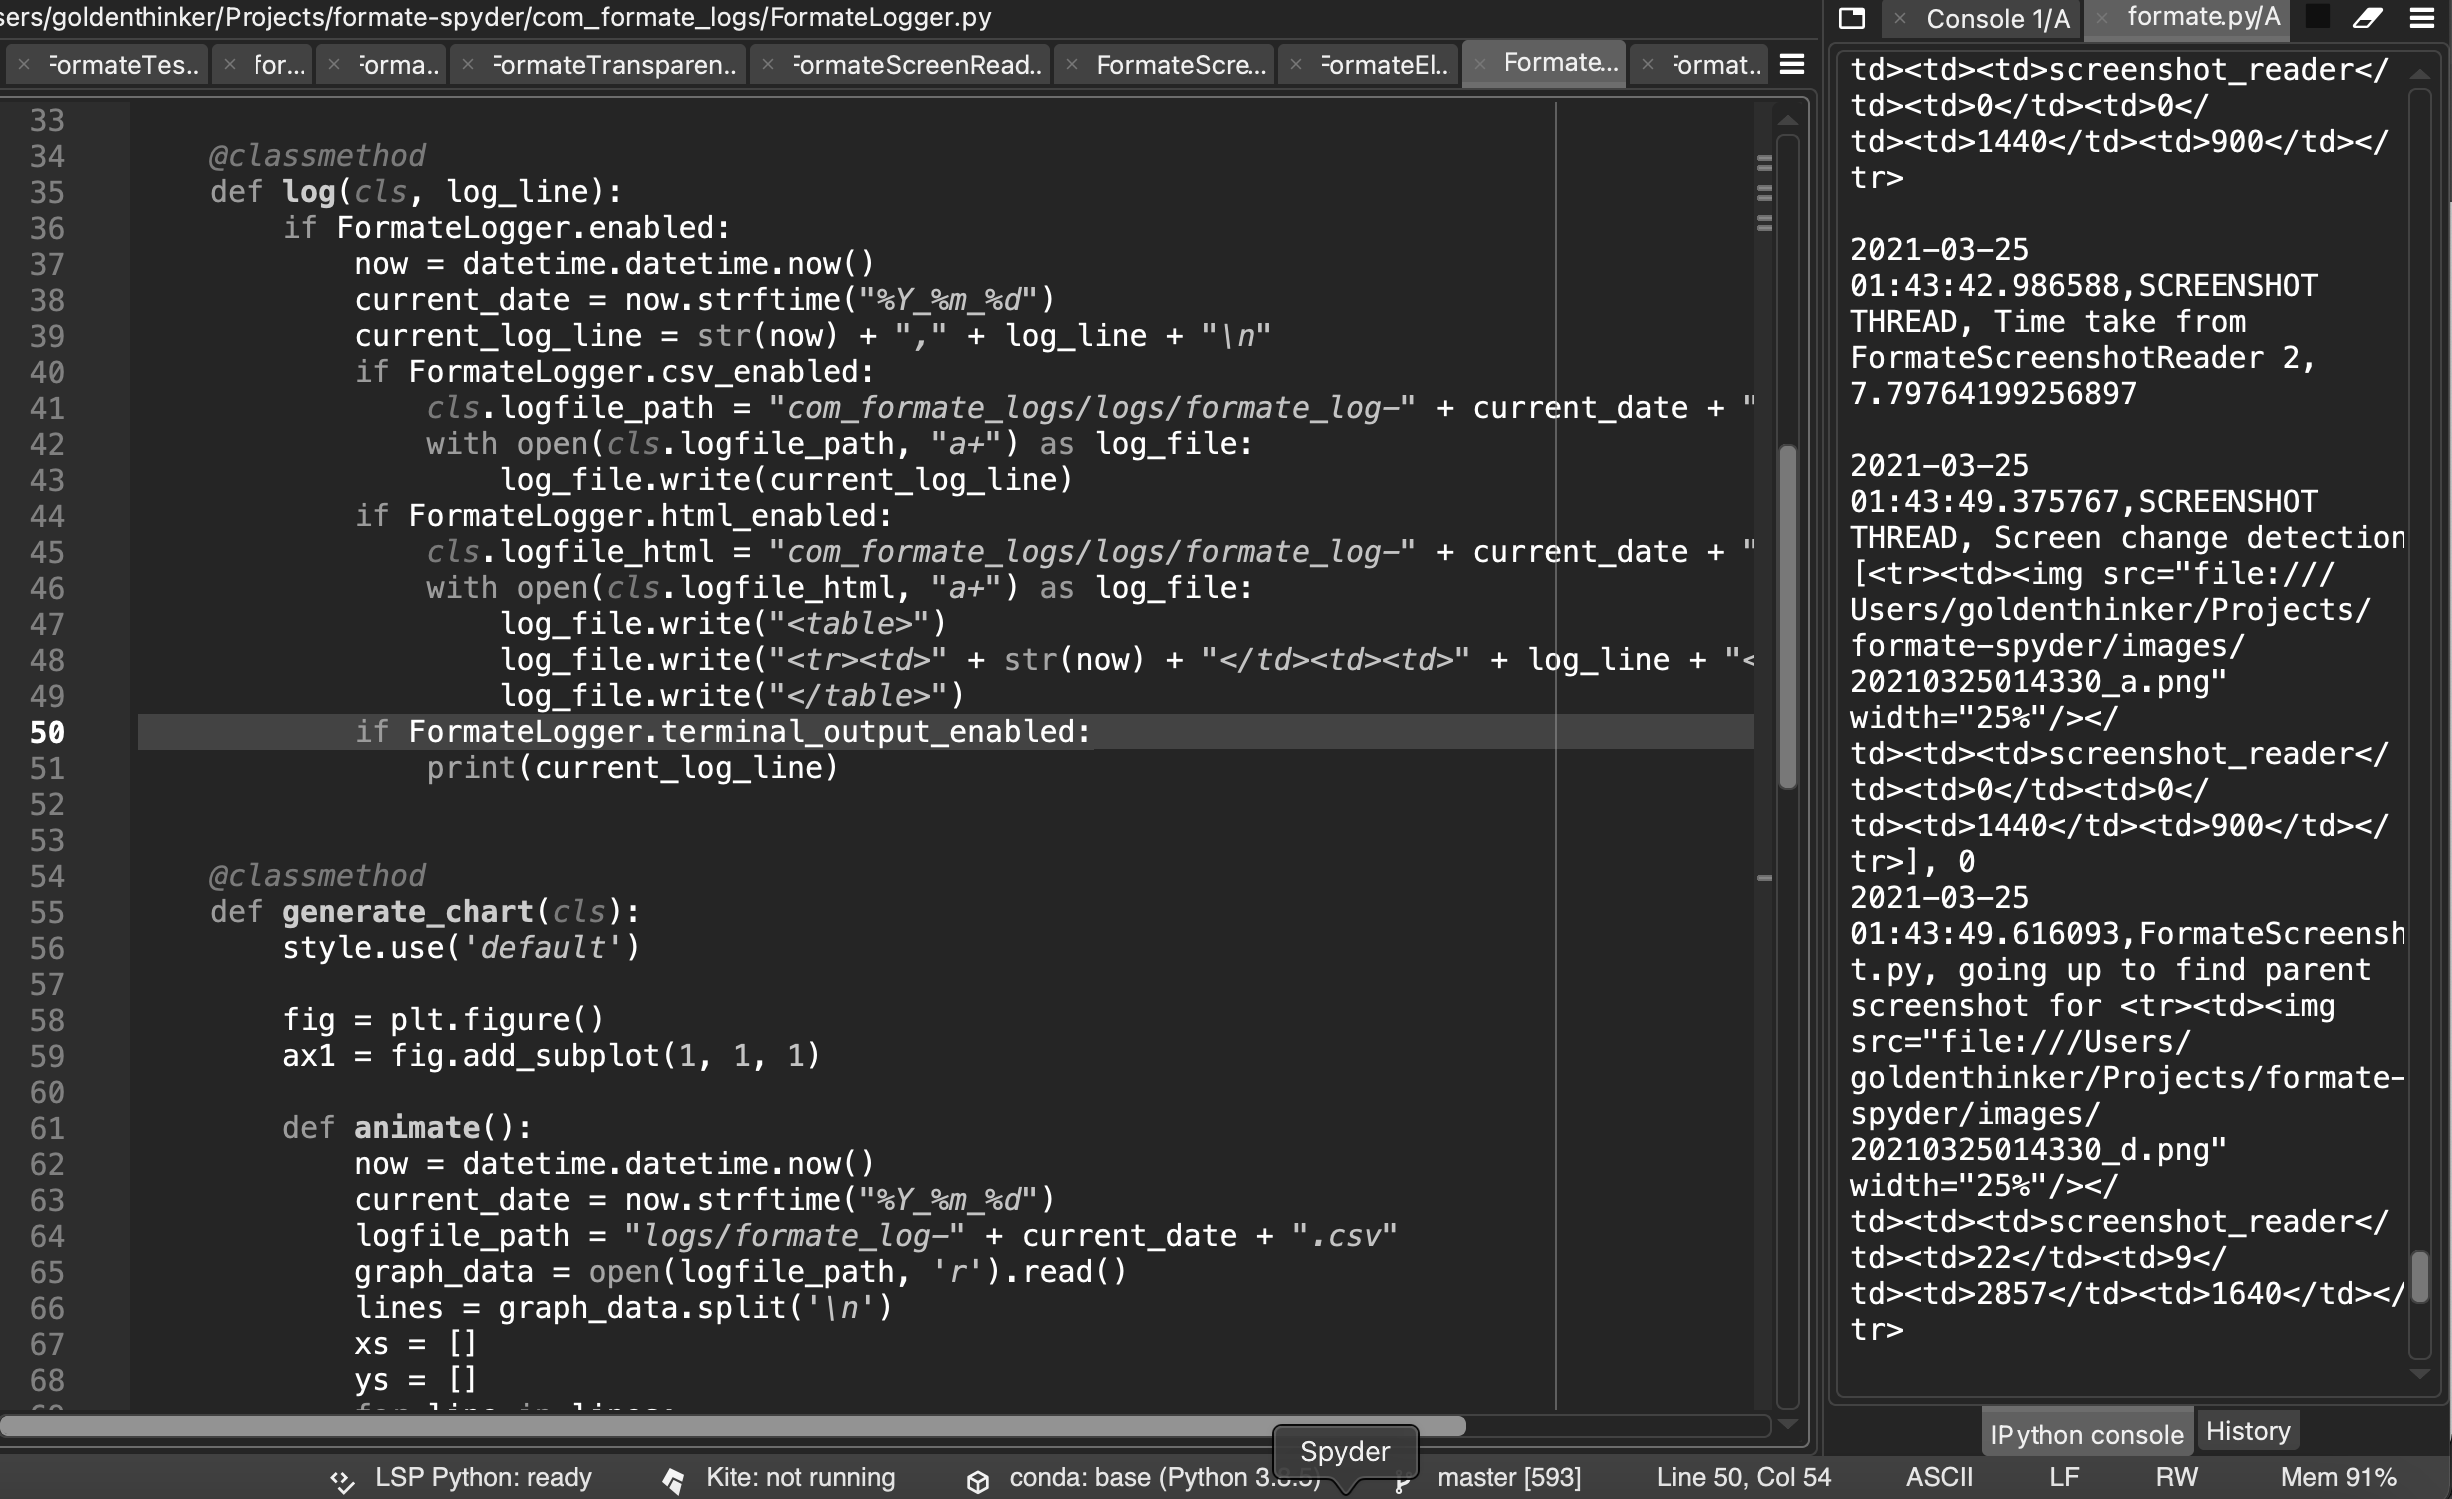 sers/goldenthinker/Projects/formate-spyder/com_formate_logs/FormateLogger.py
FormateTes..
for...
Forma..
FormateTransparen..
FormateScreenRead..
FormateScre...
FormateEl..
Formate...
Format..
33
34 @classmethod
35 def log(cls, log_line):
36 if FormateLogger.enabled:
37 now = datetime.datetime.now()
38 current_date = now.strftime("%Y_%m_%d")
39 current_log_line = str(now) + "," + log_line + "\n"
40 if FormateLogger.csv_enabled:
41 cls.logfile_path = "com_formate_logs/logs/formate_log-" + current_date + "
42 with open(cls.logfile_path, "a+") as log_file:
43 log_file.write(current_log_line)
44 if FormateLogger.html_enabled:
45 cls.logfile_html = "com_formate_logs/logs/formate_log-" + current_date + "
46 with open(cls.logfile_html, "a+") as log_file:
47 log_file.write("<table>")
48 log_file.write("<tr><td>" + str(now) + "</td><td><td>" + log_line + "<
49 log_file.write("</table>")
50 if FormateLogger.terminal_output_enabled:
51 print(current_log_line)
52
53
54 @classmethod
55 def generate_chart(cls):
56 style.use('default')
57
58 fig = plt.figure()
59 ax1 = fig.add_subplot(1, 1, 1)
60
61 def animate():
62 now = datetime.datetime.now()
63 current_date = now.strftime("%Y_%m_%d")
64 logfile_path = "logs/formate_log-" + current_date + ".csv"
65 graph_data = open(logfile_path, 'r').read()
66 lines = graph_data.split('\n')
67 xs = []
68 ys = []
Console 1/A
formate.py/A
td><td><td>screenshot_reader</
td><td>0</td><td>0</
td><td>1440</td><td>900</td></
tr>
2021-03-25
01:43:42.986588,SCREENSHOT
THREAD, Time take from
FormateScreenshotReader 2,
7.79764199256897
2021-03-25
01:43:49.375767,SCREENSHOT
THREAD, Screen change detection
[<tr><td><img src="file:///
Users/goldenthinker/Projects/
formate-spyder/images/
20210325014330_a.png"
width="25%"/></
td><td><td>screenshot_reader</
td><td>0</td><td>0</
td><td>1440</td><td>900</td></
tr>], 0
2021-03-25
01:43:49.616093,FormateScreensh
t.py, going up to find parent
screenshot for <tr><td><img
src="file:///Users/
goldenthinker/Projects/formate-
spyder/images/
20210325014330_d.png"
width="25%"/></
td><td><td>screenshot_reader</
td><td>22</td><td>9</
td><td>2857</td><td>1640</td></
tr>
IPython console
History
Spyder
LSP Python: ready
Kite: not running
conda: base (Python 3.8.5)
master [593]
Line 50, Col 54
ASCII
LF
RW
Mem 91%